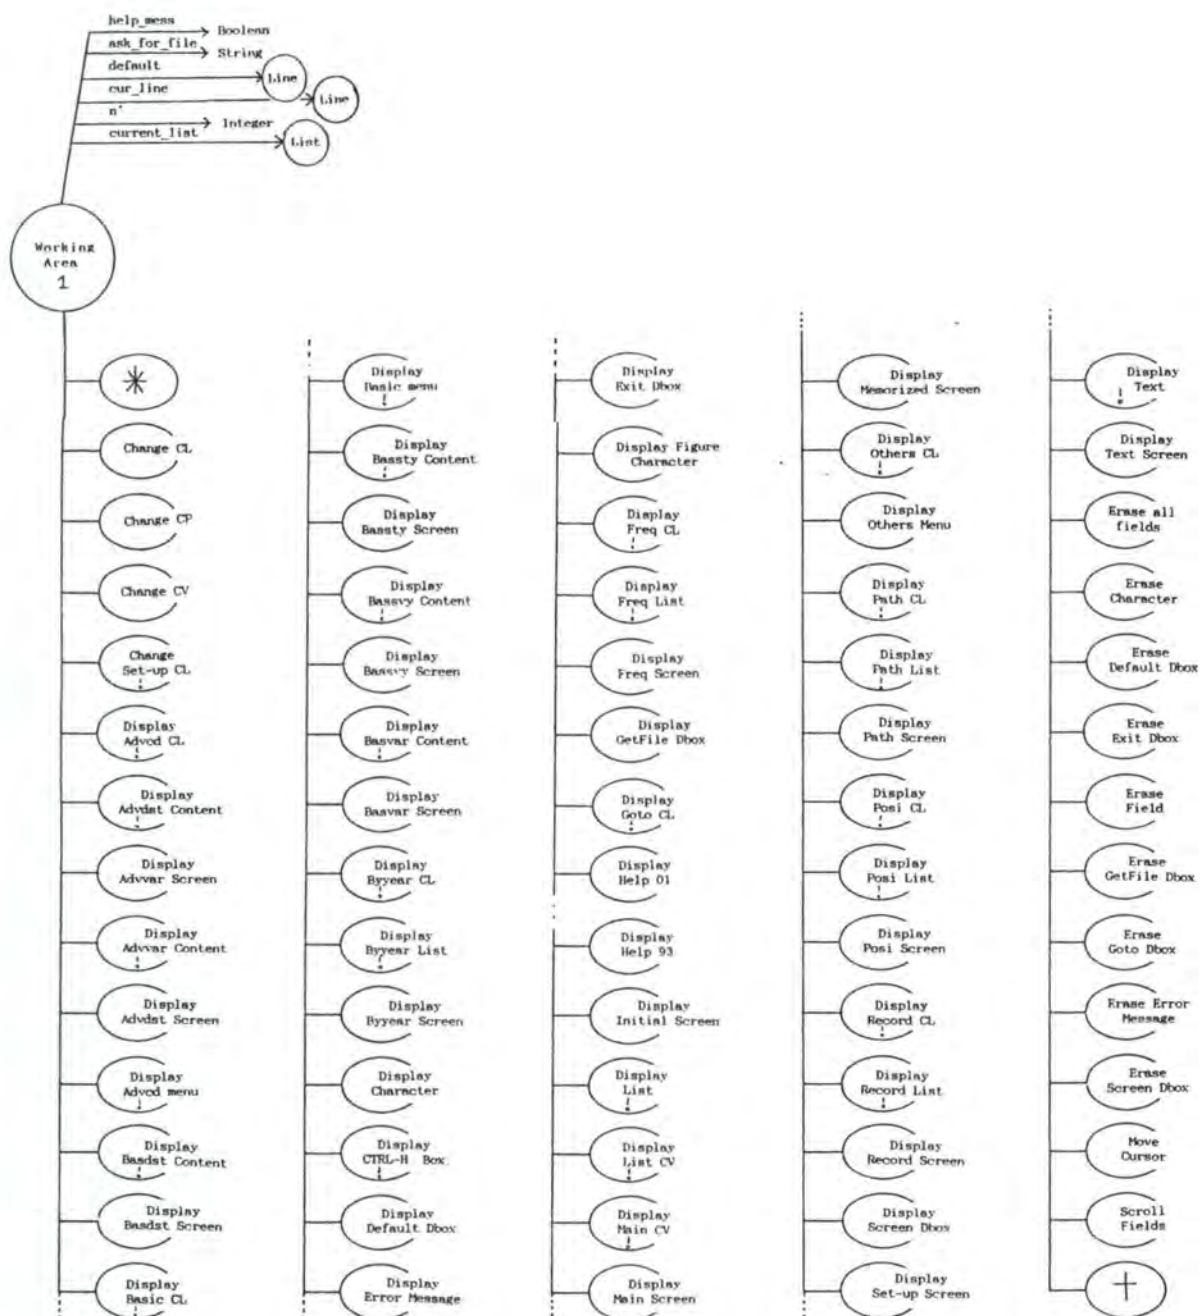 help_mess
Boolean
ask_for_file
String
default
Line
cur_line
Line
n°
Integer
current_list
List
Working
Area
1
*
Change CL
Change CP
Change CV
Change
Set-up CL
Display
Advcd CL
Display
Advdst Content
Display
Advvar Screen
Display
Advvar Content
Display
Advdst Screen
Display
Advcd menu
Display
Basdst Content
Display
Basdst Screen
Display
Basic CL
Display
Basic menu
Display
Bassty Content
Display
Bassty Screen
Display
Bassvy Content
Display
Bassvy Screen
Display
Basvar Content
Display
Basvar Screen
Display
Byyear CL
Display
Byyear List
Display
Byyear Screen
Display
Character
Display
CTRL-H Box
Display
Default Dbox
Display
Error Message
Display
Exit Dbox
Display Figure
Character
Display
Freq CL
Display
Freq List
Display
Freq Screen
Display
GetFile Dbox
Display
Goto CL
Display
Help 01
Display
Help 93
Display
Initial Screen
Display
List
Display
List CV
Display
Main CV
Display
Main Screen
Display
Memorized Screen
Display
Others CL
Display
Others Menu
Display
Path CL
Display
Path List
Display
Path Screen
Display
Posi CL
Display
Posi List
Display
Posi Screen
Display
Record CL
Display
Record List
Display
Record Screen
Display
Screen Dbox
Display
Set-up Screen
Display
Text
Display
Text Screen
Erase all
fields
Erase
Character
Erase
Default Dbox
Erase
Exit Dbox
Erase
Field
Erase
GetFile Dbox
Erase
Goto Dbox
Erase Error
Message
Erase
Screen Dbox
Move
Cursor
Scroll
Fields
+